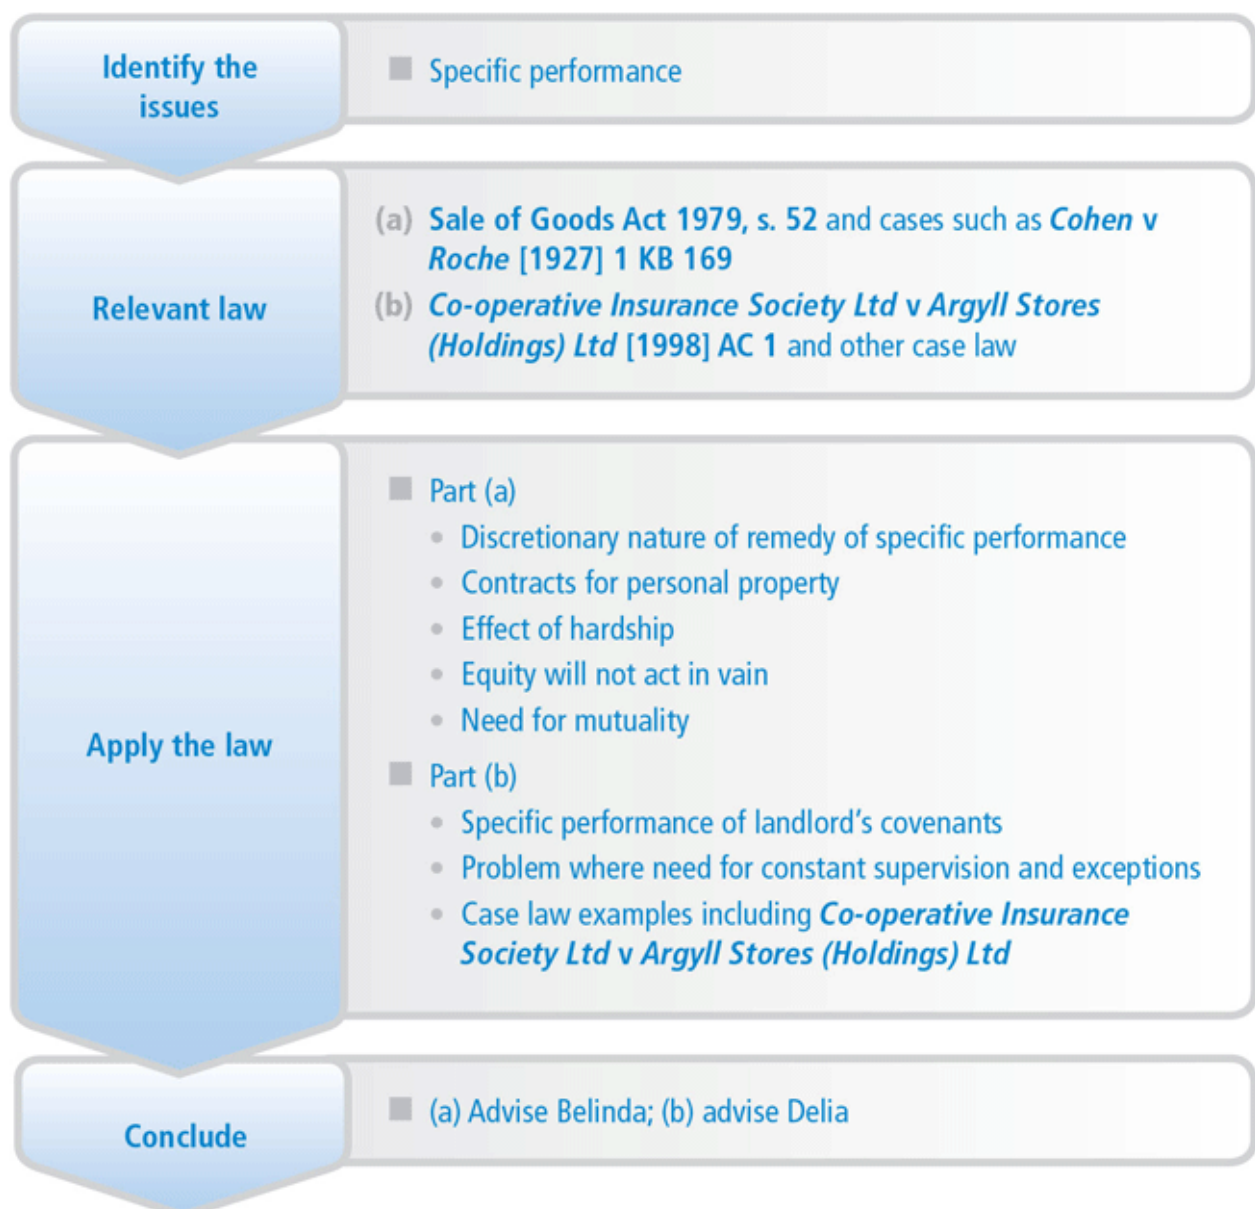 Identify the
issues
■ Specific performance
Relevant law
(a) Sale of Goods Act 1979, s. 52 and cases such as Cohen v
Roche [1927] 1 KB 169
(b) Co-operative Insurance Society Ltd v Argyll Stores
(Holdings) Ltd [1998] AC 1 and other case law
Apply the law
■ Part (a)
• Discretionary nature of remedy of specific performance
• Contracts for personal property
• Effect of hardship
• Equity will not act in vain
• Need for mutuality
■ Part (b)
• Specific performance of landlord's covenants
• Problem where need for constant supervision and exceptions
• Case law examples including Co-operative Insurance
Society Ltd v Argyll Stores (Holdings) Ltd
Conclude
■ (a) Advise Belinda; (b) advise Delia